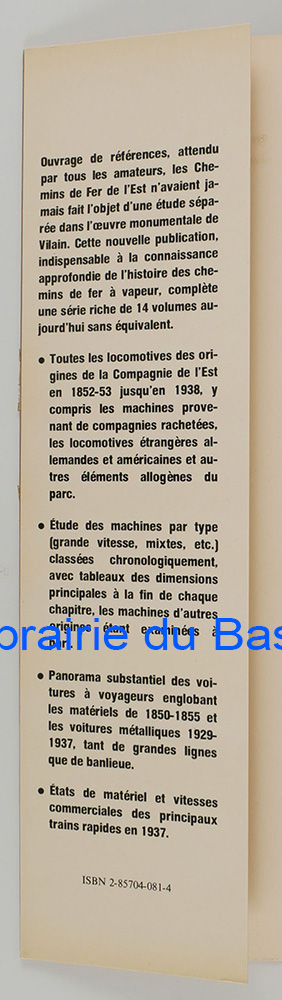 Ouvrage de références, attendu
par tous les amateurs, les Che-
mins de Fer de l'Est n'avaient ja-
mais fait l'objet d'une étude sépa-
rée dans l'œuvre monumentale de
Vilain. Cette nouvelle publication,
indispensable à la connaissance
approfondie de l'histoire des che-
mins de fer à vapeur, complète
une série riche de 14 volumes au-
jourd'hui sans équivalent.
● Toutes les locomotives des ori-
gines de la Compagnie de l'Est
en 1852-53 jusqu'en 1938, y
compris les machines prove-
nant de compagnies rachetées,
les locomotives étrangères al-
lemandes et américaines et au-
tres éléments allogènes du
parc.
● Étude des machines par type
(grande vitesse, mixtes, etc.)
classées chronologiquement,
avec tableaux des dimensions
principales à la fin de chaque
chapitre, les machines d'autres
origines étant examinées à
part.
brairie du Bas
● Panorama substantiel des voi-
tures à voyageurs englobant
les matériels de 1850-1855 et
les voitures métalliques 1929-
1937, tant de grandes lignes
que de banlieue.
● États de matériel et vitesses
commerciales des principaux
trains rapides en 1937.
ISBN 2-85704-081-4